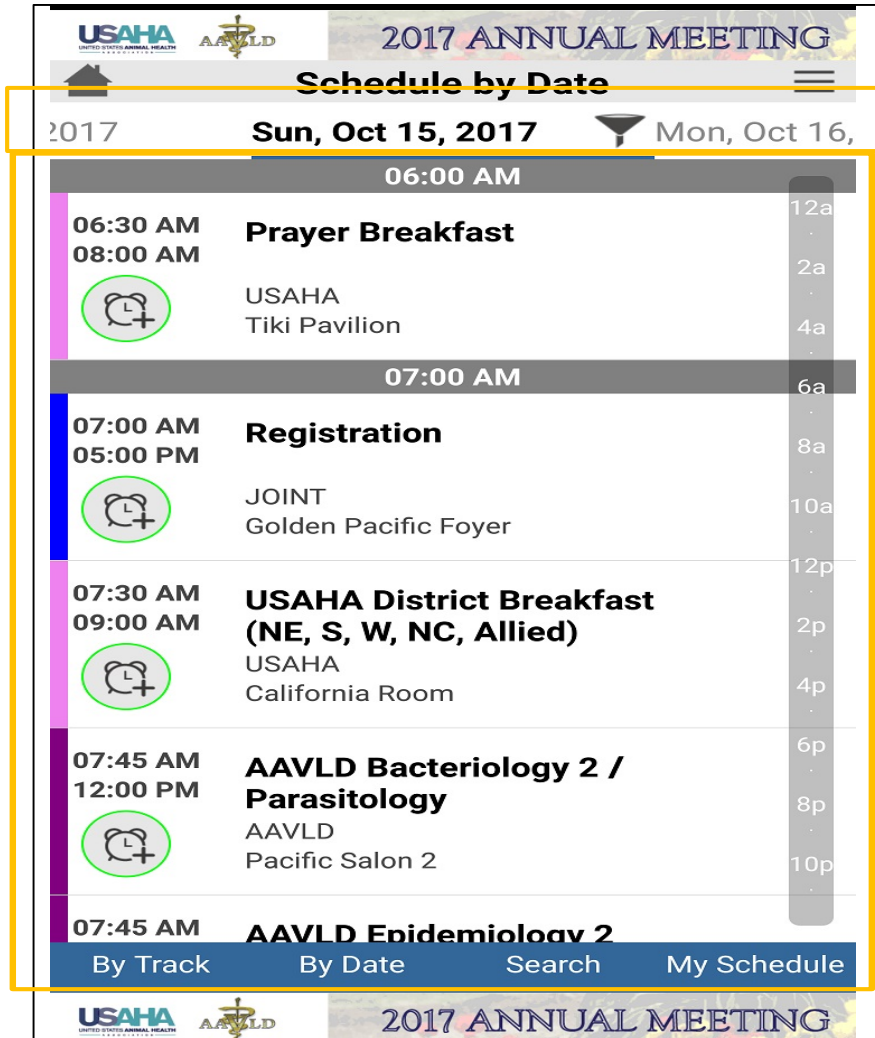 USAHA
UNITED STATES ANIMAL HEALTH
ASSOCIATION
AAVLD
2017 ANNUAL MEETING
Schedule by Date
2017
Sun, Oct 15, 2017
Mon, Oct 16,
06:00 AM
06:30 AM
08:00 AM
Prayer Breakfast
USAHA
Tiki Pavilion
07:00 AM
07:00 AM
05:00 PM
Registration
JOINT
Golden Pacific Foyer
07:30 AM
09:00 AM
USAHA District Breakfast
(NE, S, W, NC, Allied)
USAHA
California Room
07:45 AM
12:00 PM
AAVLD Bacteriology 2 /
Parasitology
AAVLD
Pacific Salon 2
07:45 AM
AAVLD Epidemiology 2
12a
2a
4a
6a
8a
10a
12p
2p
4p
6p
8p
10p
By Track
By Date
Search
My Schedule
USAHA
UNITED STATES ANIMAL HEALTH
ASSOCIATION
AAVLD
2017 ANNUAL MEETING